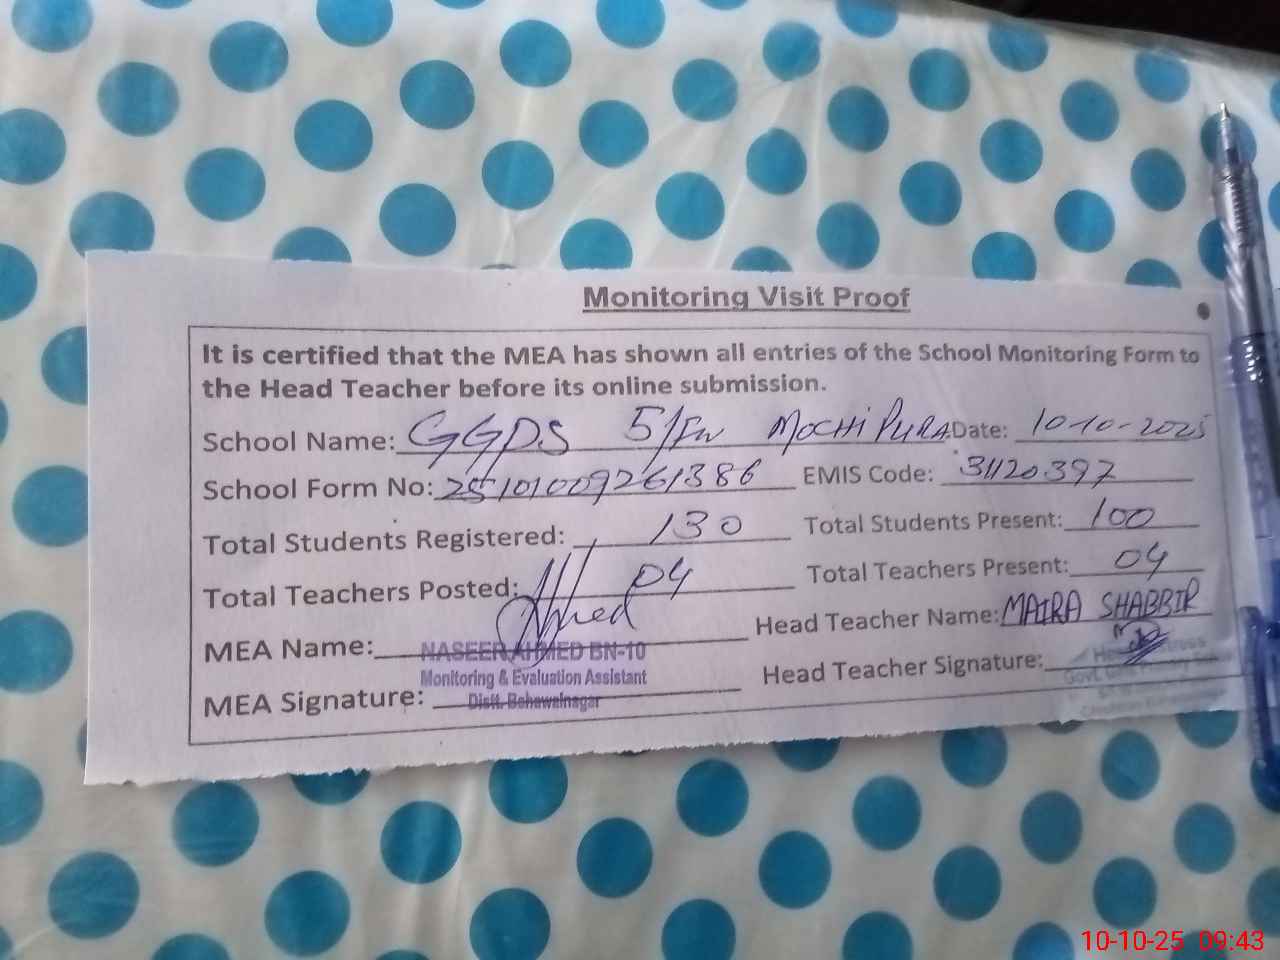 Monitoring Visit Proof
It is certified that the MEA has shown all entries of the School Monitoring Form to
the Head Teacher before its online submission.
School Name: GGPS 5/FW MOCHI PURA Date: 10-10-2025
School Form No: 25101009261386 EMIS Code: 31120397
Total Students Registered: 130 Total Students Present: 100
Total Teachers Posted: 04 Total Teachers Present: 04
MEA Name: Ahmed Head Teacher Name: MAIRA SHABBIR
NASEER AHMED BN-10
Monitoring & Evaluation Assistant
Distt. Bahawalnagar
MEA Signature: Head Teacher Signature:
10-10-25 09:43